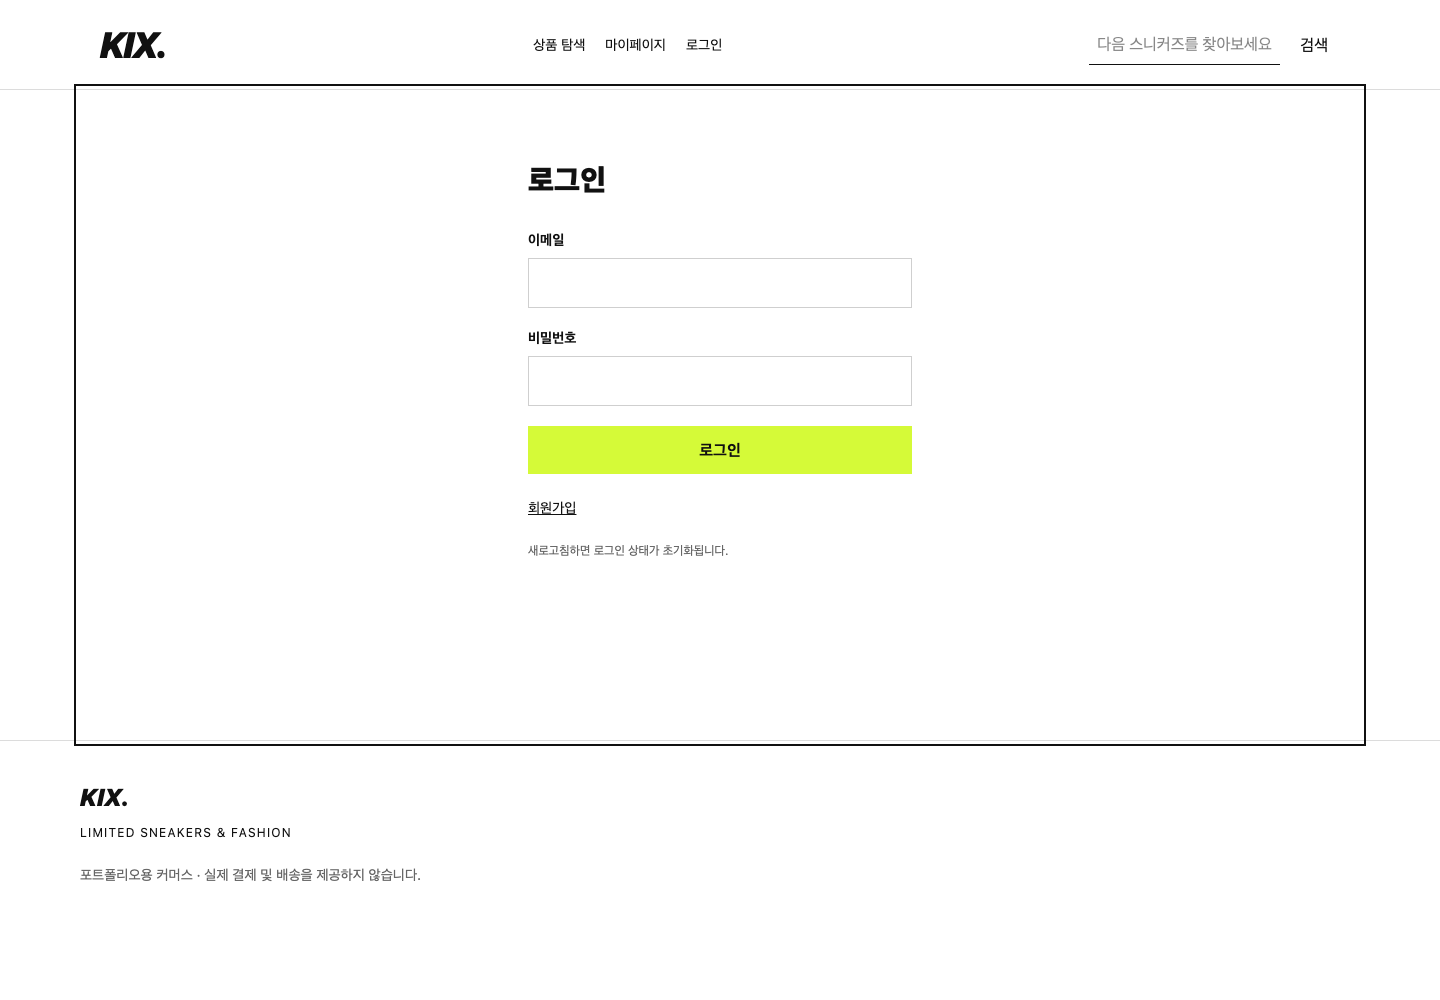 KIX.
상품 탐색 마이페이지 로그인
다음 스니커즈를 찾아보세요 검색
로그인
이메일
비밀번호
로그인
회원가입
새로고침하면 로그인 상태가 초기화됩니다.
KIX.
LIMITED SNEAKERS & FASHION
포트폴리오용 커머스 · 실제 결제 및 배송을 제공하지 않습니다.